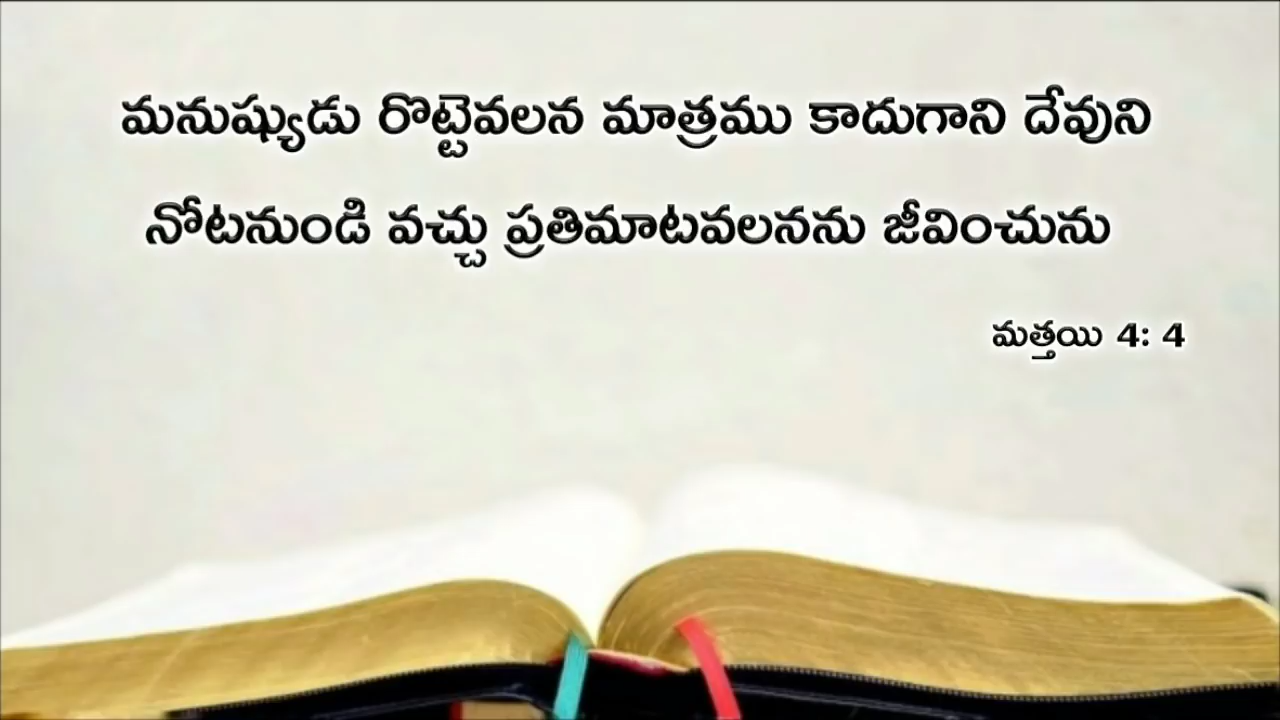 మనుష్యుడు రొట్టెవలన మాత్రము కాదుగాని దేవుని
నోటనుండి వచ్చు ప్రతిమాటవలనను జీవించును
మత్తయి 4: 4